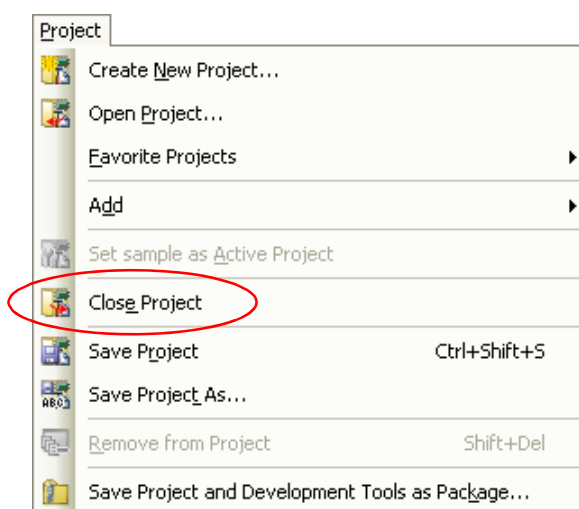 Project
Create New Project...
Open Project...
Favorite Projects
Add
Set sample as Active Project
Close Project
Save Project Ctrl+Shift+S
ABC Save Project As...
Remove from Project Shift+Del
Save Project and Development Tools as Package...